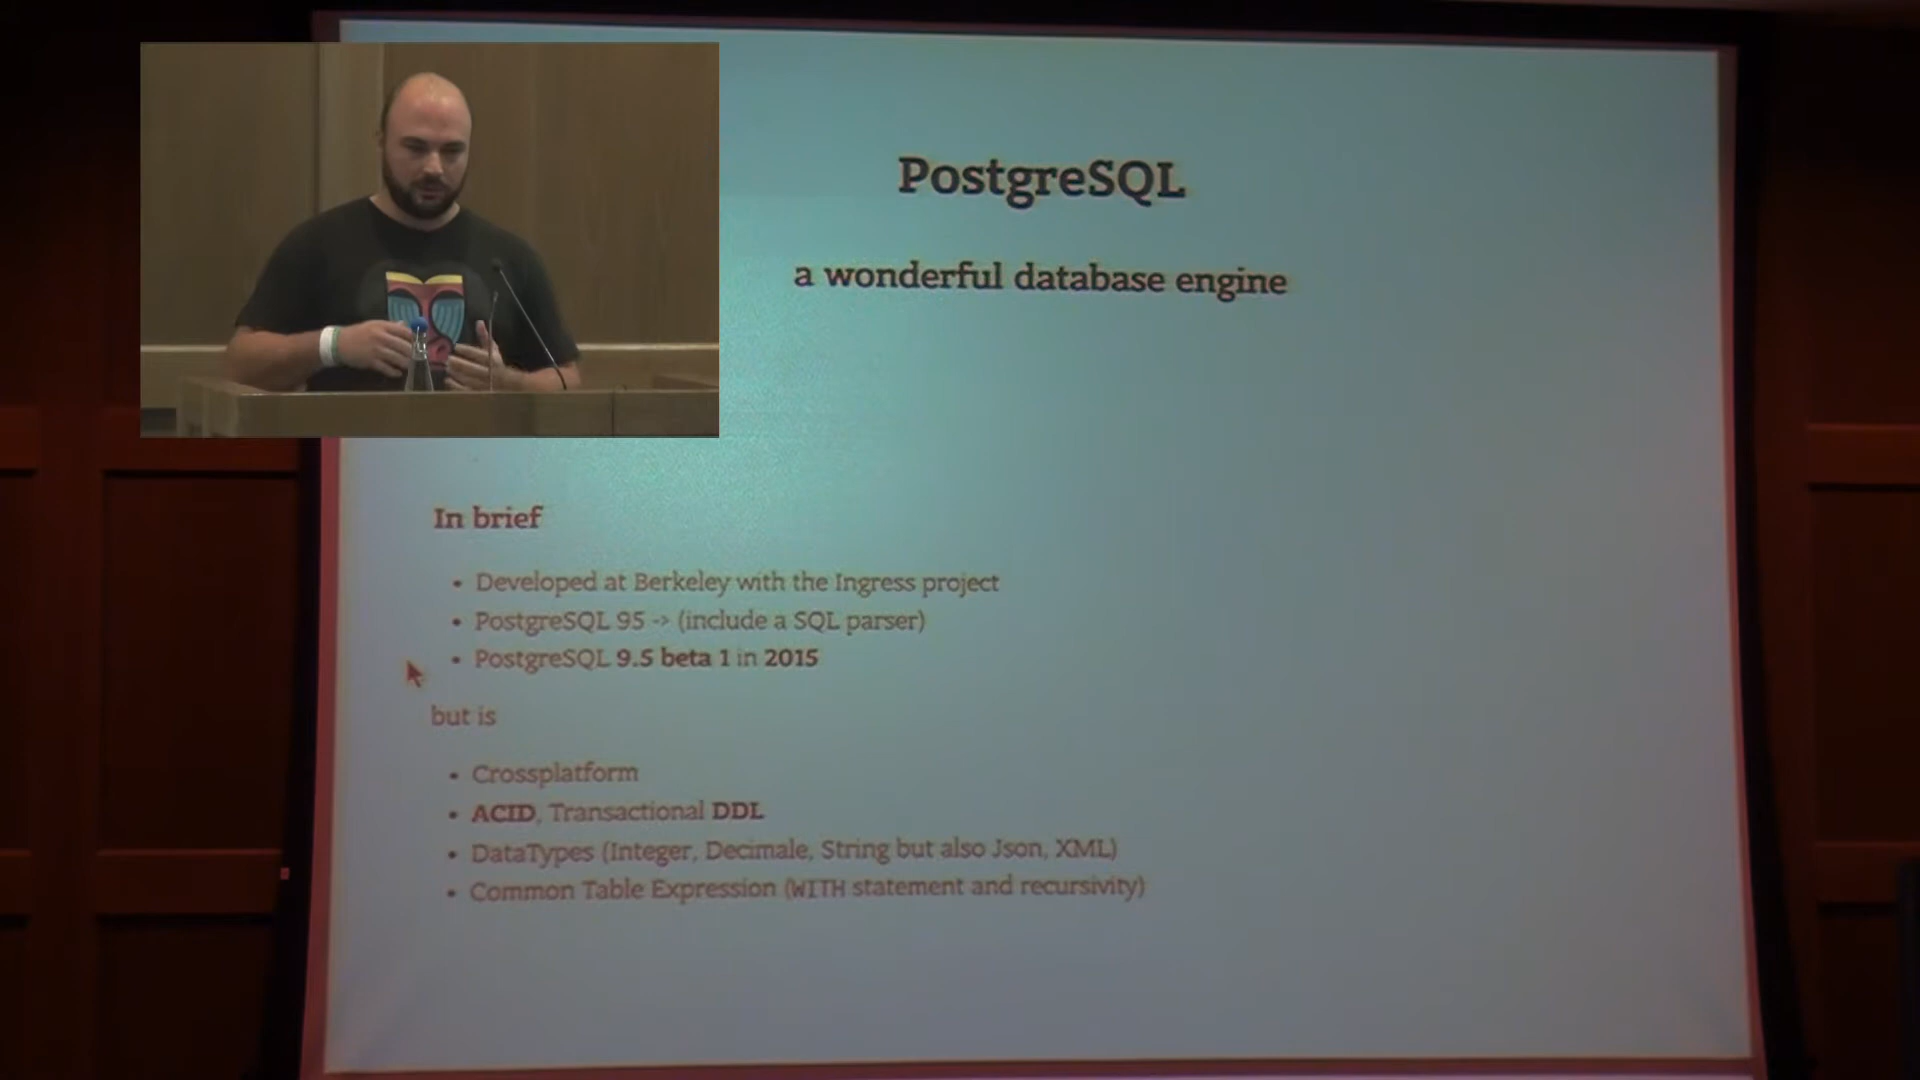 PostgreSQL
a wonderful database engine
In brief
• Developed at Berkeley with the Ingress project
• PostgreSQL 95 -> (include a SQL parser)
• PostgreSQL 9.5 beta 1 in 2015
but is
• Crossplatform
• ACID, Transactional DDL
• DataTypes (Integer, Decimale, String but also Json, XML)
• Common Table Expression (WITH statement and recursivity)